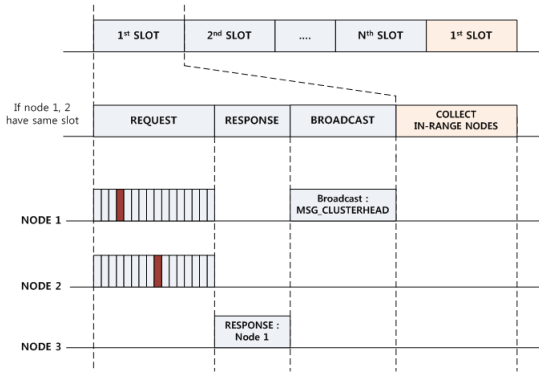 1st SLOT
2nd SLOT
....
Nth SLOT
1st SLOT
If node 1, 2
have same slot
REQUEST
RESPONSE
BROADCAST
COLLECT
IN-RANGE NODES
Broadcast :
MSG_CLUSTERHEAD
NODE 1
NODE 2
RESPONSE :
Node 1
NODE 3